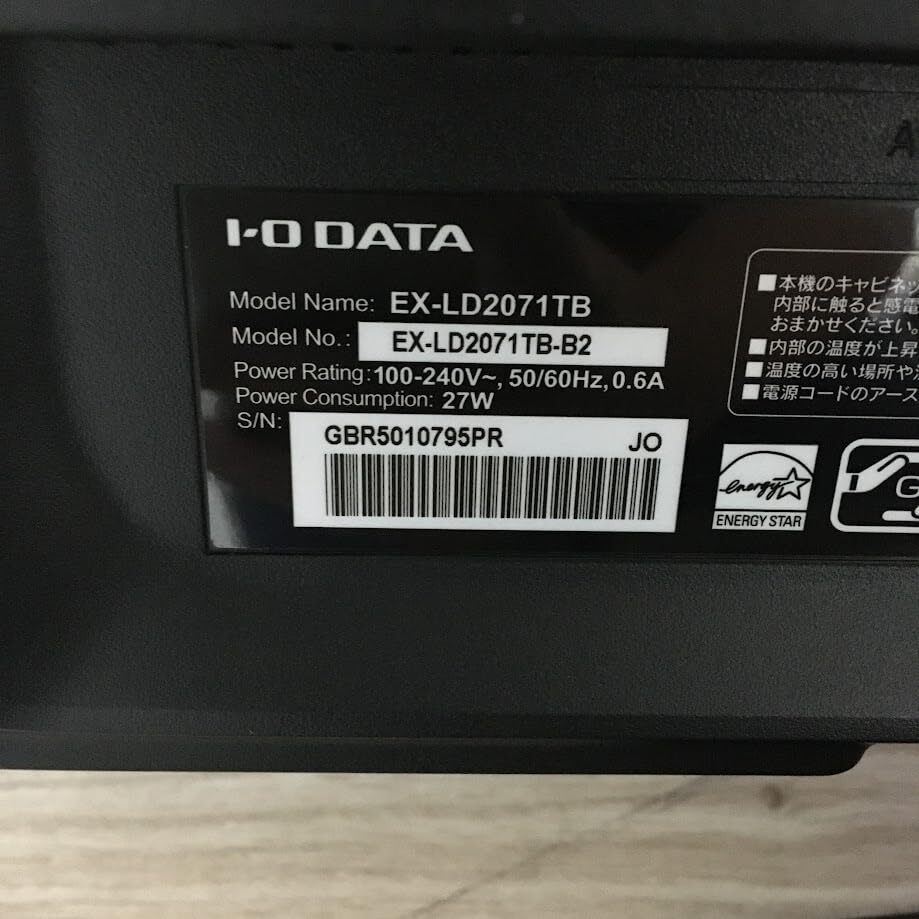 I-O DATA
Model Name: EX-LD2071TB
Model No.: EX-LD2071TB-B2
Power Rating: 100-240V~, 50/60Hz, 0.6A
Power Consumption: 27W
S/N: GBR5010795PR JO
■本機のキャビネッ
内部に触ると感電
おまかせください。
■内部の温度が上昇
■温度の高い場所や
■電源コードのアース
energy
ENERGY STAR